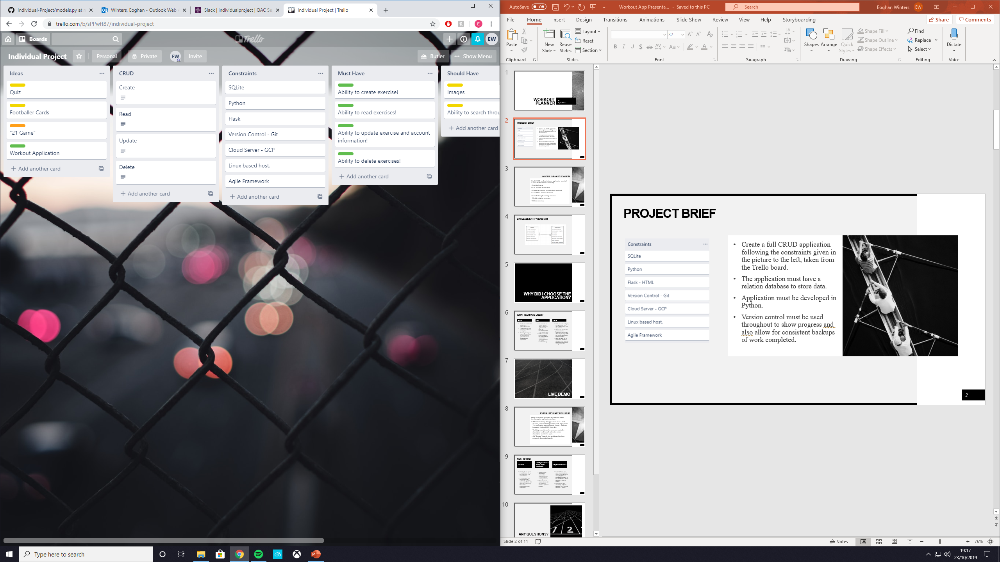 Individual-Project/models.py at m
Winters, Eoghan - Outlook Web A
Slack | individualproject | QAC Se
Individual Project | Trello
trello.com/b/sPPwft87/individual-project
Boards
Trello
EW
Individual Project
Personal
Private
EW
Invite
Butler
Show Menu
Ideas
Quiz
Footballer Cards
"21 Game"
Workout Application
Add another card
CRUD
Create
Read
Update
Delete
Add another card
Constraints
SQLite
Python
Flask
Version Control - Git
Cloud Server - GCP
Linux based host.
Agile Framework
Add another card
Must Have
Ability to create exercise!
Ability to read exercises!
Ability to update exercise and account
information!
Ability to delete exercises!
Add another card
Should Have
Images
Ability to search throu
Add another card
AutoSave Off
Workout App Presenta... - Saved to this PC
Search
Eoghan Winters EW
File Home Insert Design Transitions Animations Slide Show Review View Help Storyboarding
Share Comments
Paste
Clipboard
New
Slide
Reuse
Slides
Layout
Reset
Section
Slides
32
Font
Paragraph
Shapes
Arrange
Quick
Styles
Shape Fill
Shape Outline
Shape Effects
Drawing
Find
Replace
Select
Editing
Dictate
Voice
1
WORKOUT
PLANNER
2
PROJECT BRIEF
3
ABOUT THE APPLICATION
4
DATABASE ENTITY DIAGRAM
5
WHY DID I CHOOSE THE
APPLICATION?
6
WHAT TECH WAS USED?
Flask
Git
GCP
7
LIVE DEMO
8
PROBLEMS ENCOUNTERED
9
NEXT SPRINT
10
ANY QUESTIONS?
PROJECT BRIEF
Constraints
SQLite
Python
Flask - HTML
Version Control - Git
Cloud Server - GCP
Linux based host.
Agile Framework
• Create a full CRUD application
following the constraints given in
the picture to the left, taken from
the Trello board.
• The application must have a
relation database to store data.
• Application must be developed in
Python.
• Version control must be used
throughout to show progress and
also allow for consistent backups
of work completed.
2
Slide 2 of 11
Notes
76%
Type here to search
19:17
23/10/2019